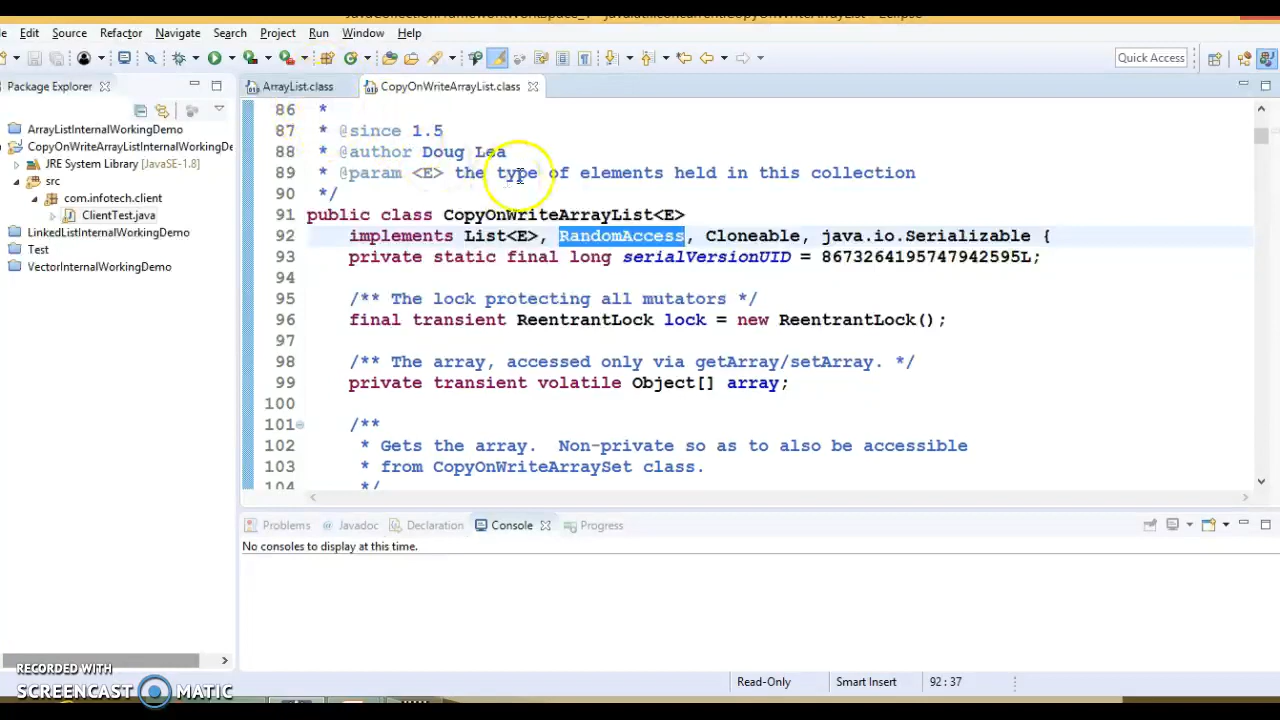 Edit Source Refactor Navigate Search Project Run Window Help
Quick Access
Package Explorer
ArrayListInternalWorkingDemo
CopyOnWriteArrayListInternalWorkingD
JRE System Library [JavaSE-1.8]
src
com.infotech.client
ClientTest.java
LinkedListInternalWorkingDemo
Test
VectorInternalWorkingDemo
ArrayList.class CopyOnWriteArrayList.class
86 *
87 * @since 1.5
88 * @author Doug Lea
89 * @param <E> the type of elements held in this collection
90 */
91 public class CopyOnWriteArrayList<E>
92 implements List<E>, RandomAccess, Cloneable, java.io.Serializable {
93 private static final long serialVersionUID = 8673264195747942595L;
94
95 /** The lock protecting all mutators */
96 final transient ReentrantLock lock = new ReentrantLock();
97
98 /** The array, accessed only via getArray/setArray. */
99 private transient volatile Object[] array;
100
101 /**
102 * Gets the array. Non-private so as to also be accessible
103 * from CopyOnWriteArraySet class.
104 */
Problems Javadoc Declaration Console Progress
No consoles to display at this time.
Read-Only Smart Insert 92 : 37
RECORDED WITH
SCREENCAST MATIC